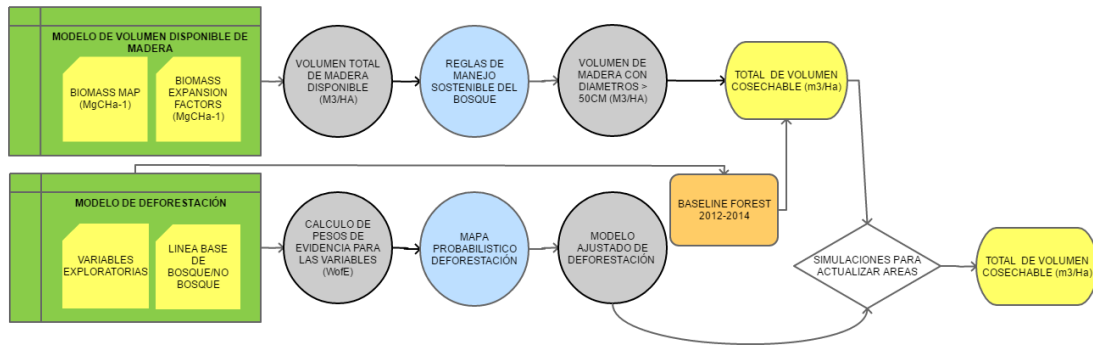 MODELO DE VOLUMEN DISPONIBLE DE
MADERA
BIOMASS MAP
(MgCHa-1)
BIOMASS
EXPANSION
FACTORS
(MgCHa-1)
VOLUMEN TOTAL
DE MADERA
DISPONIBLE
(M3/HA)
REGLAS DE
MANEJO
SOSTENIBLE DEL
BOSQUE
VOLUMEN DE
MADERA CON
DIAMETROS >
50CM (M3/HA)
TOTAL DE VOLUMEN
COSECHABLE (m3/Ha)
MODELO DE DEFORESTACIÓN
VARIABLES
EXPLORATORIAS
LINEA BASE
DE
BOSQUE/NO
BOSQUE
CALCULO DE
PESOS DE
EVIDENCIA PARA
LAS VARIABLES
(WofE)
MAPA
PROBABILISTICO
DEFORESTACIÓN
MODELO
AJUSTADO DE
DEFORESTACIÓN
BASELINE FOREST
2012-2014
SIMULACIONES PARA
ACTUALIZAR AREAS
TOTAL DE VOLUMEN
COSECHABLE (m3/Ha)